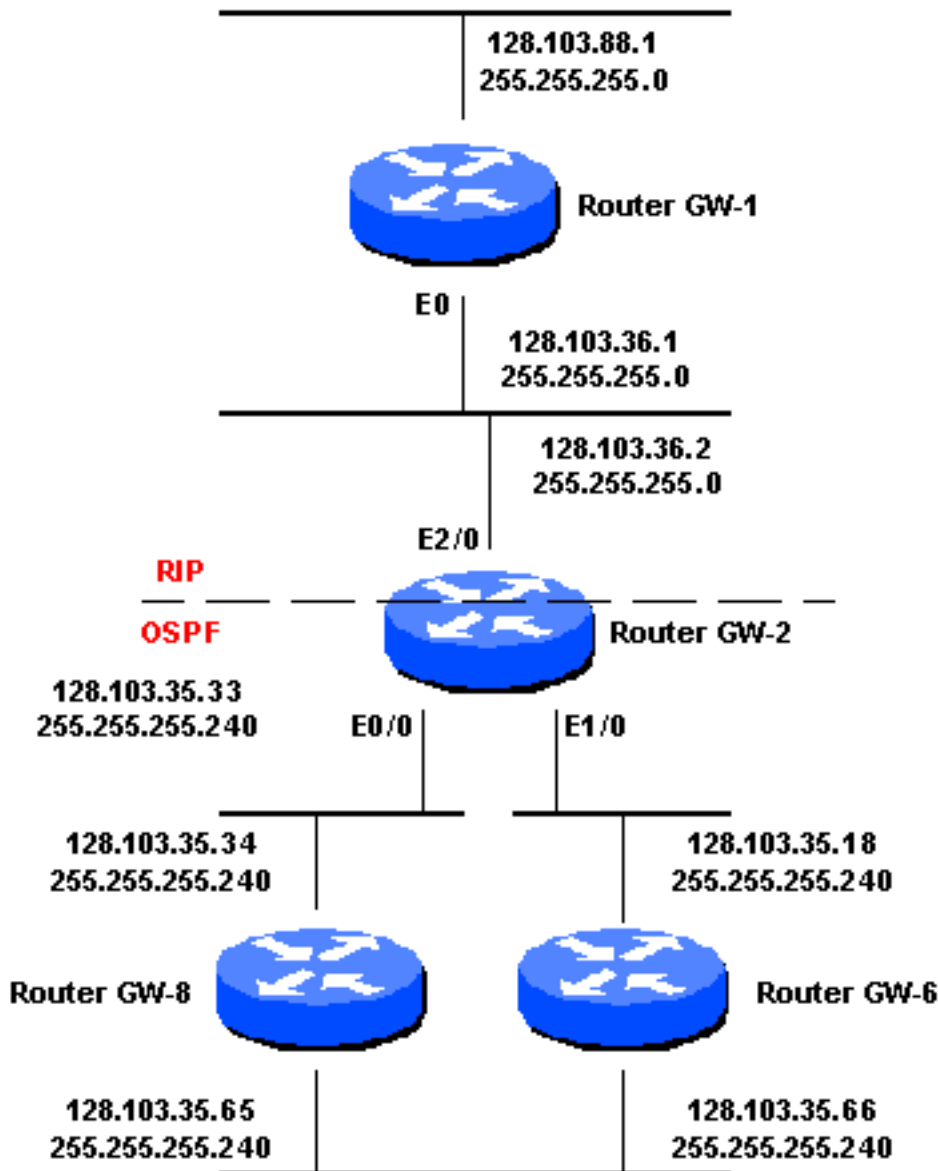 128.103.88.1
255.255.255.0
Router GW-1
E0
128.103.36.1
255.255.255.0
128.103.36.2
255.255.255.0
E2/0
RIP
OSPF
Router GW-2
128.103.35.33
255.255.255.240
E0/0
E1/0
128.103.35.34
255.255.255.240
128.103.35.18
255.255.255.240
Router GW-8
Router GW-6
128.103.35.65
255.255.255.240
128.103.35.66
255.255.255.240